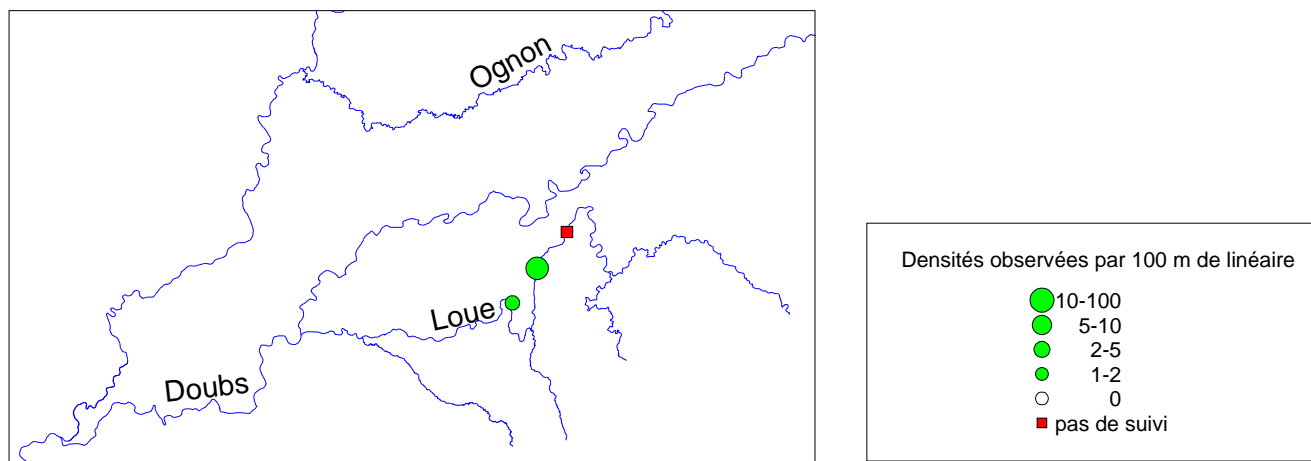 Ognon
Loue
Doubs
Densités observées par 100 m de linéaire
10-100
5-10
2-5
1-2
0
pas de suivi